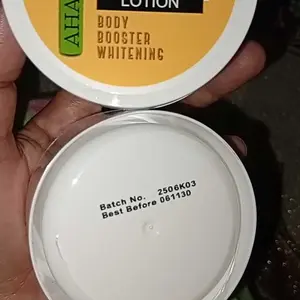 LOTION
AHA
BODY
BOOSTER
WHITENING
Batch No. 2506K03
Best Before 061130